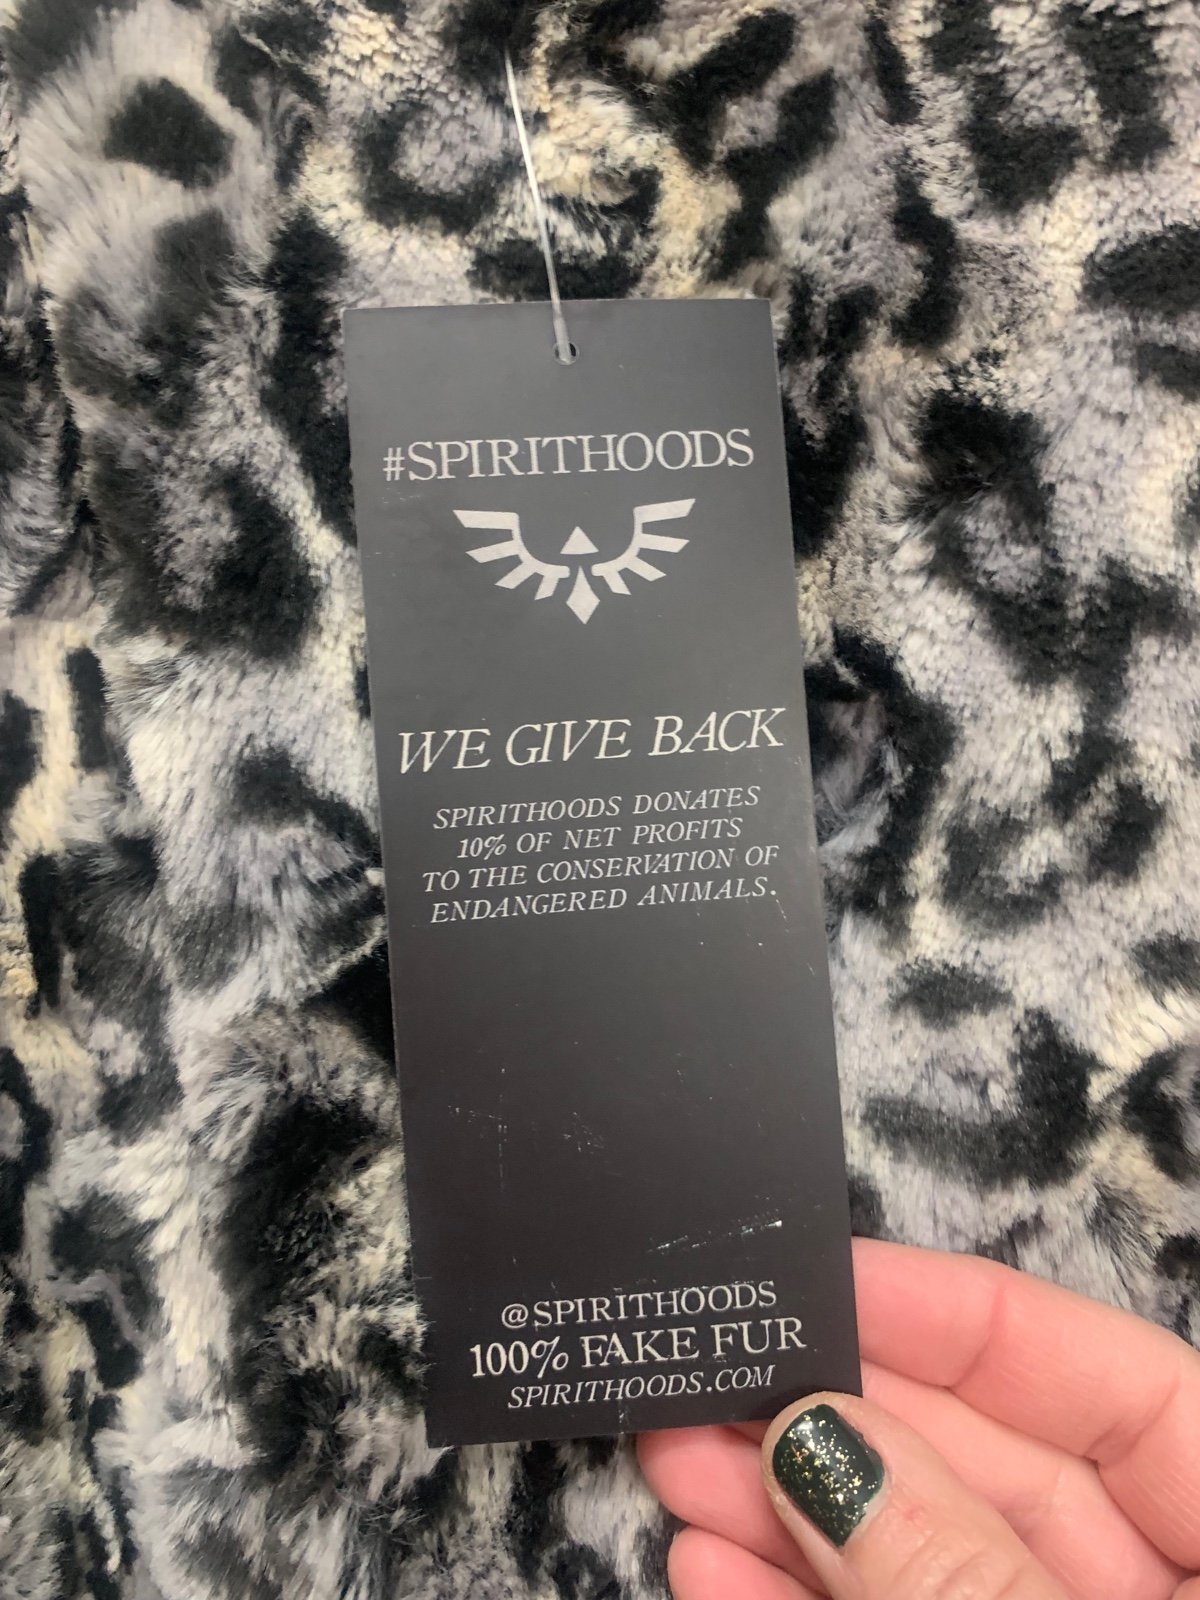 #SPIRITHOODS
WE GIVE BACK
SPIRITHOODS DONATES
10% OF NET PROFITS
TO THE CONSERVATION OF
ENDANGERED ANIMALS.
@SPIRITHOODS
100% FAKE FUR
SPIRITHOODS.COM